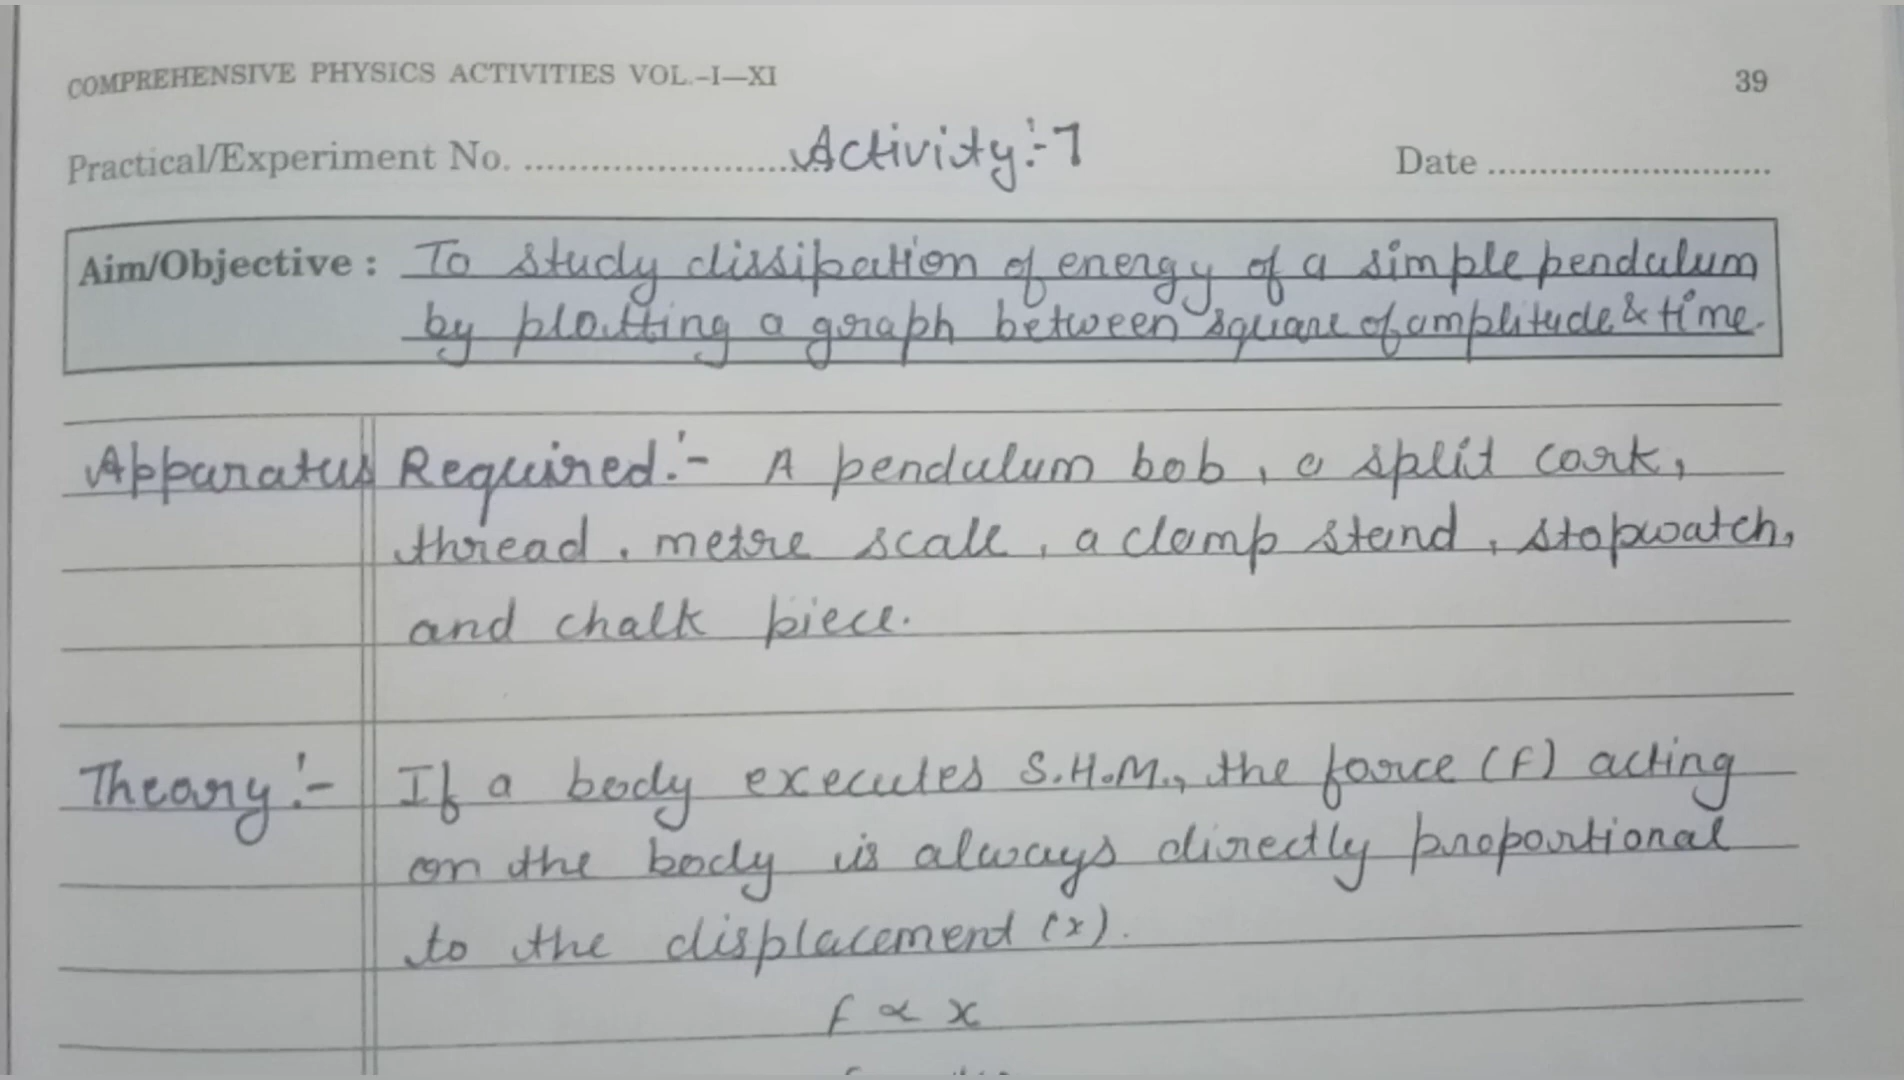 COMPREHENSIVE PHYSICS ACTIVITIES VOL.-I—XI
39
Practical/Experiment No. ........................... Activity:-7
Date ............................
Aim/Objective : To study dissipation of energy of a simple pendulum
by plotting a graph between square of amplitude & time.
Apparatus Required:- A pendulum bob, a split cork,
thread, metre scale, a clamp stand, stopwatch,
and chalk piece.
Theory:- If a body executes S.H.M., the force (F) acting
on the body is always directly proportional
to the displacement (x).
F ∝ x